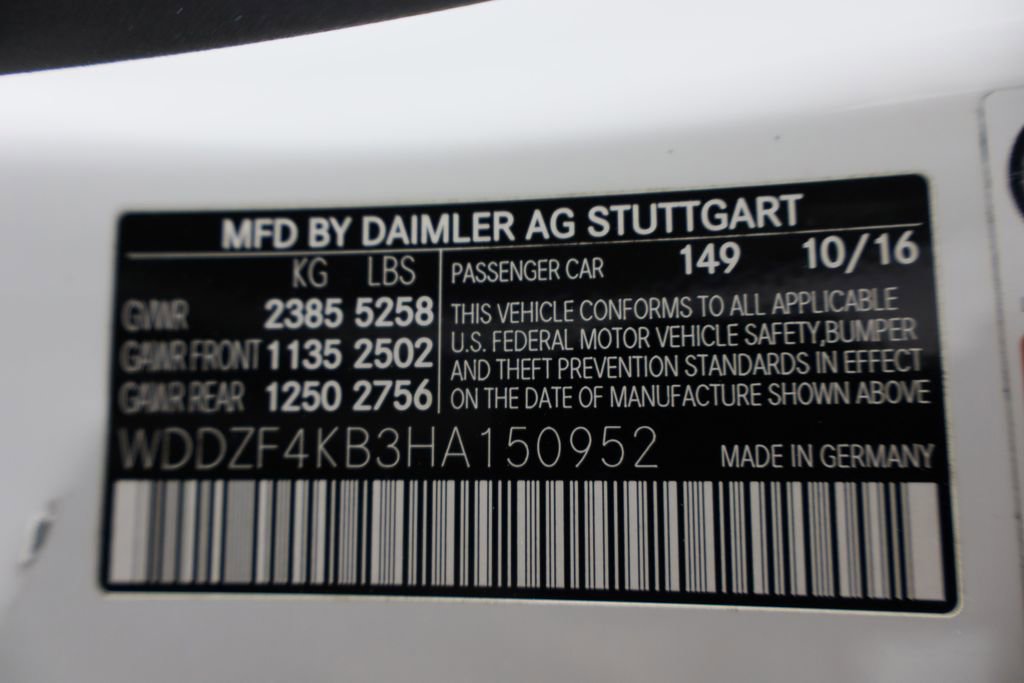 MFD BY DAIMLER AG STUTTGART
KG LBS
GVWR 2385 5258
GAWR FRONT 1135 2502
GAWR REAR 1250 2756
PASSENGER CAR 149 10/16
THIS VEHICLE CONFORMS TO ALL APPLICABLE
U.S. FEDERAL MOTOR VEHICLE SAFETY, BUMPER
AND THEFT PREVENTION STANDARDS IN EFFECT
ON THE DATE OF MANUFACTURE SHOWN ABOVE
WDDZF4KB3HA150952
MADE IN GERMANY